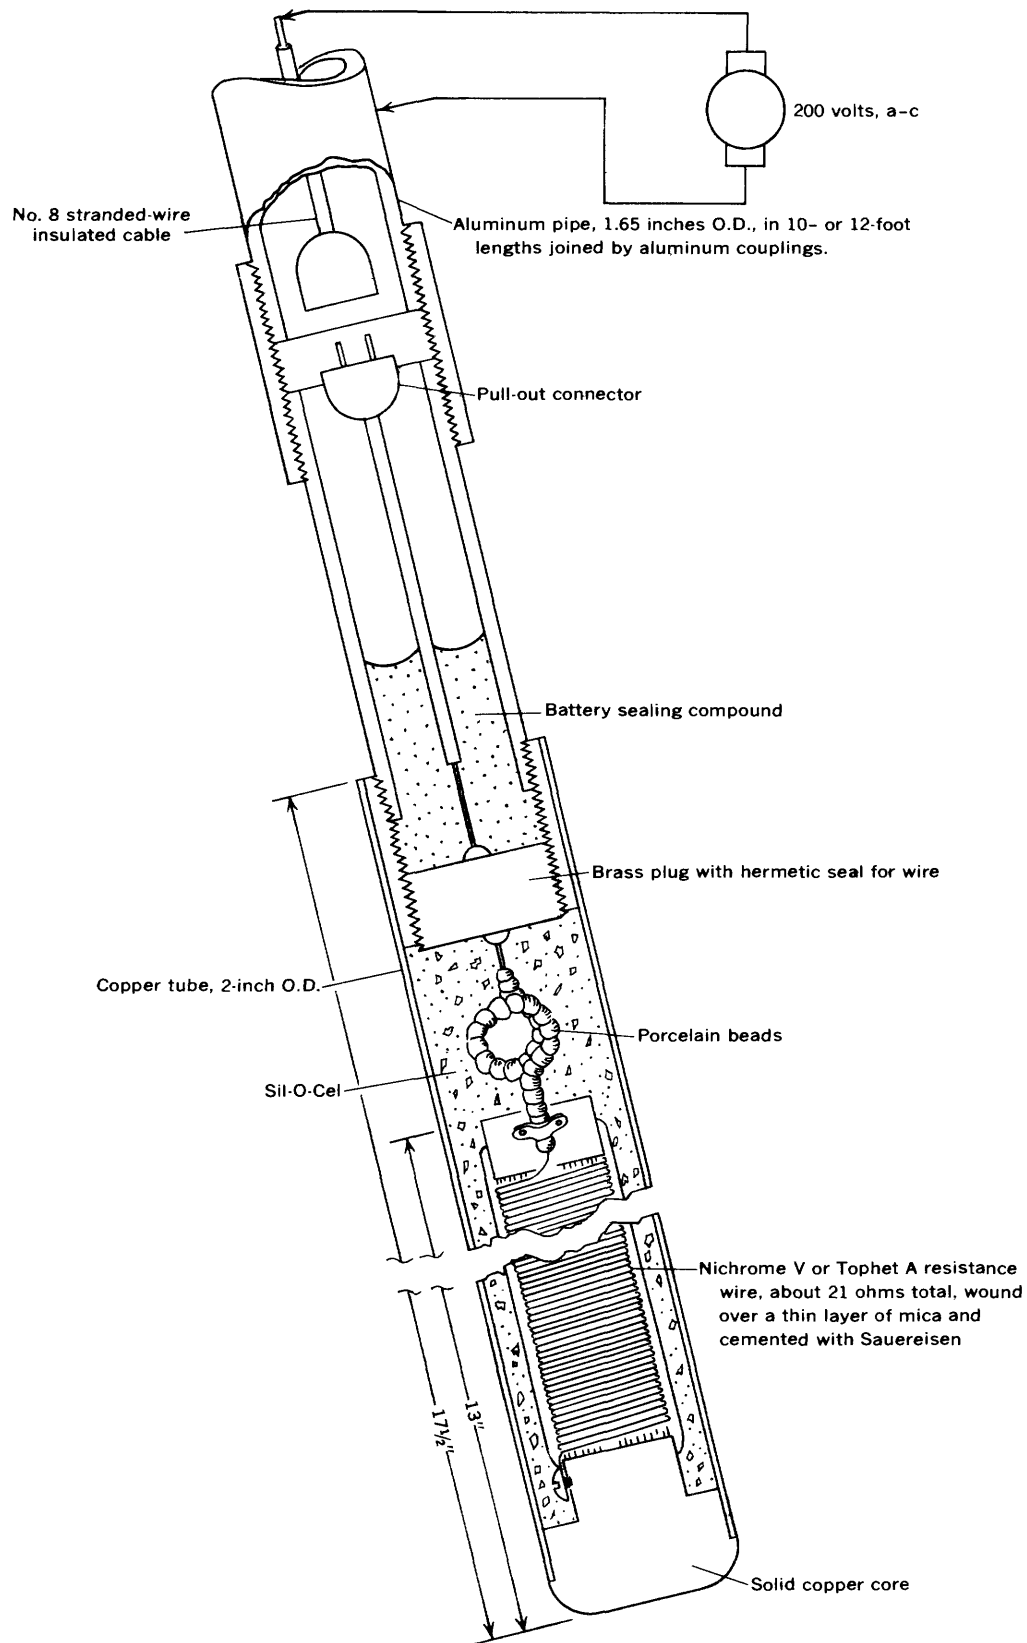 200 volts, a-c
No. 8 stranded-wire
insulated cable
Aluminum pipe, 1.65 inches O.D., in 10- or 12-foot
lengths joined by aluminum couplings.
Pull-out connector
Battery sealing compound
Brass plug with hermetic seal for wire
Copper tube, 2-inch O.D.
Porcelain beads
Sil-O-Cel
Nichrome V or Tophet A resistance
wire, about 21 ohms total, wound
over a thin layer of mica and
cemented with Sauereisen
17½"
13"
Solid copper core